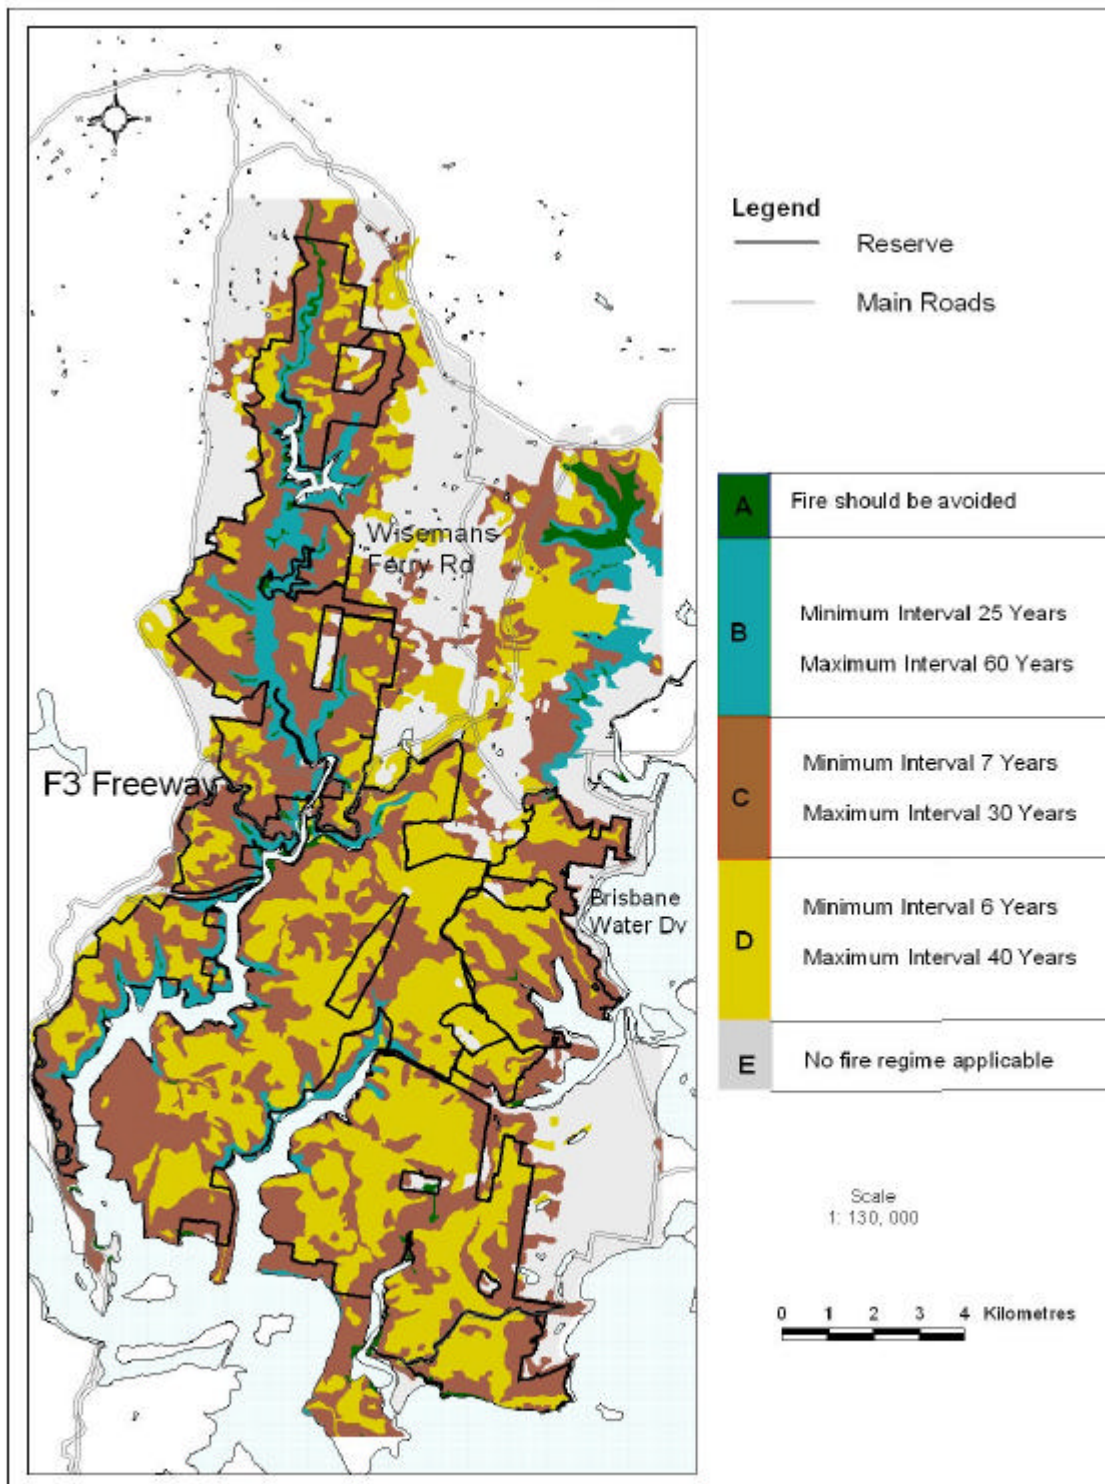 Legend
Reserve
Main Roads
Wisemans
Ferry Rd
F3 Freeway
Brisbane
Water Dv
A Fire should be avoided
B
Minimum Interval 25 Years
Maximum Interval 60 Years
C
Minimum Interval 7 Years
Maximum Interval 30 Years
D
Minimum Interval 6 Years
Maximum Interval 40 Years
E No fire regime applicable
Scale
1: 130, 000
0 1 2 3 4 Kilometres